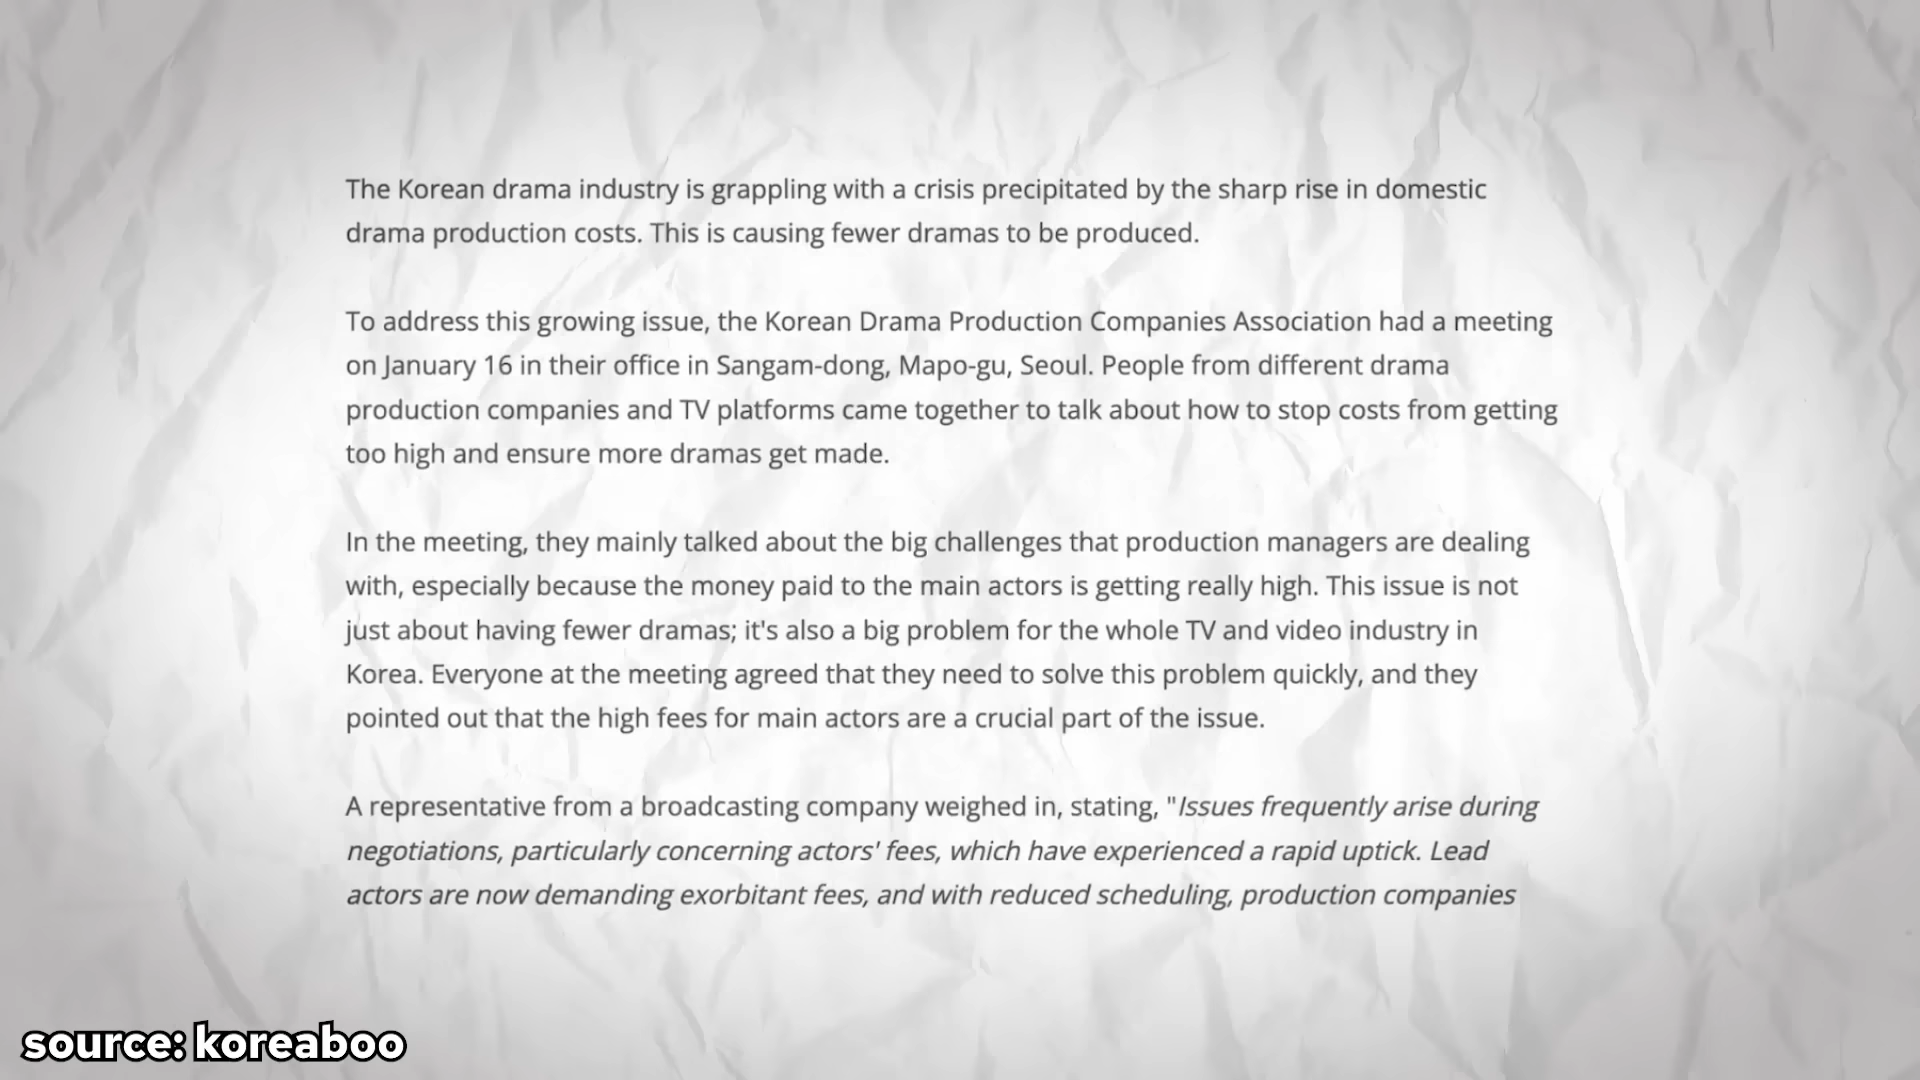 The Korean drama industry is grappling with a crisis precipitated by the sharp rise in domestic
drama production costs. This is causing fewer dramas to be produced.
To address this growing issue, the Korean Drama Production Companies Association had a meeting
on January 16 in their office in Sangam-dong, Mapo-gu, Seoul. People from different drama
production companies and TV platforms came together to talk about how to stop costs from getting
too high and ensure more dramas get made.
In the meeting, they mainly talked about the big challenges that production managers are dealing
with, especially because the money paid to the main actors is getting really high. This issue is not
just about having fewer dramas; it's also a big problem for the whole TV and video industry in
Korea. Everyone at the meeting agreed that they need to solve this problem quickly, and they
pointed out that the high fees for main actors are a crucial part of the issue.
A representative from a broadcasting company weighed in, stating, "Issues frequently arise during
negotiations, particularly concerning actors' fees, which have experienced a rapid uptick. Lead
actors are now demanding exorbitant fees, and with reduced scheduling, production companies
source: koreaboo